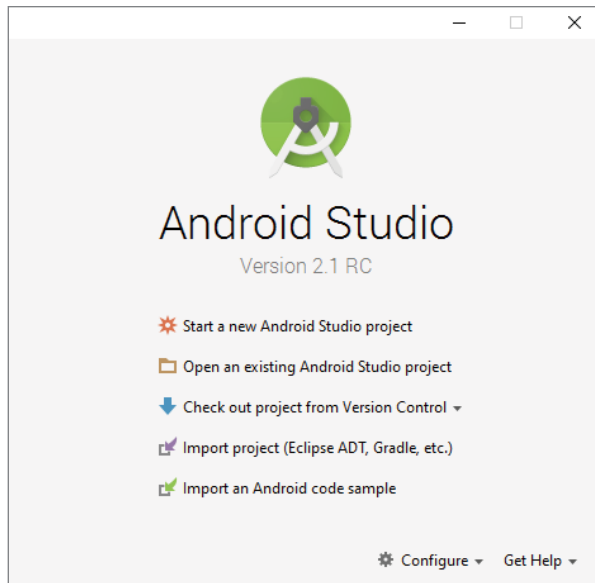 Android Studio
Version 2.1 RC
Start a new Android Studio project
Open an existing Android Studio project
Check out project from Version Control
Import project (Eclipse ADT, Gradle, etc.)
Import an Android code sample
Configure Get Help